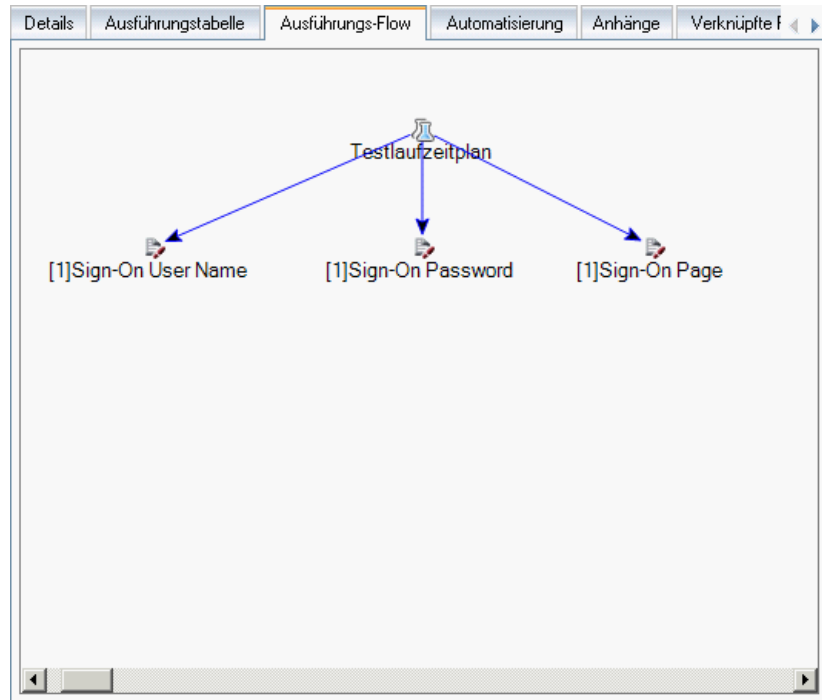 Details Ausführungstabelle Ausführungs-Flow Automatisierung Anhänge Verknüpfte
Testlaufzeitplan
[1]Sign-On User Name [1]Sign-On Password [1]Sign-On Page